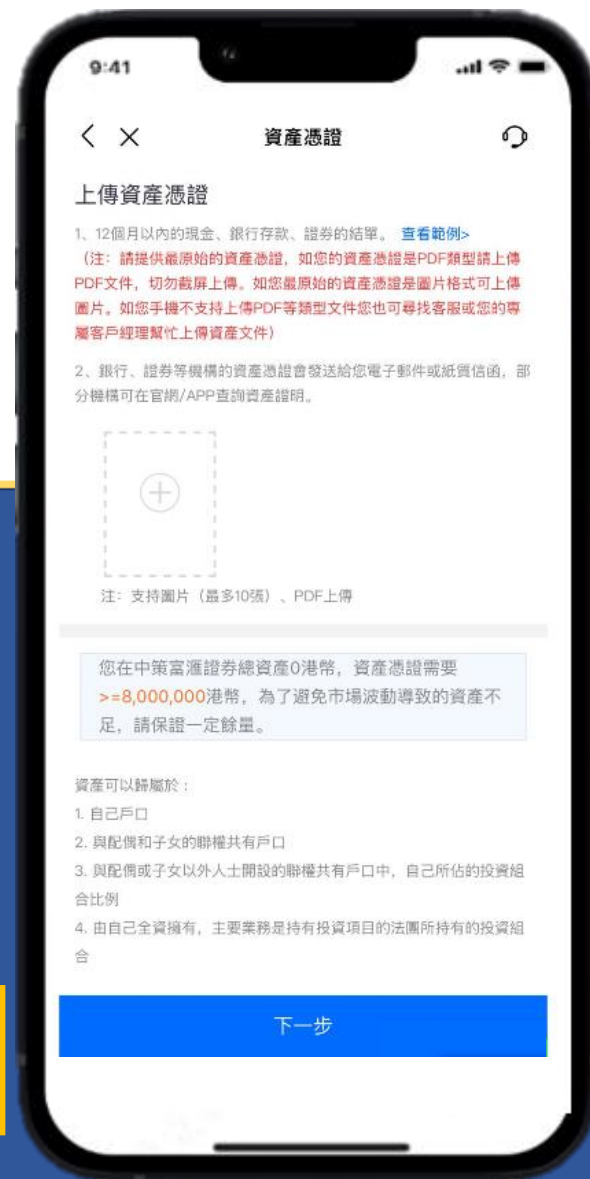 9:41
資產憑證
上傳資產憑證
1、12個月以內的現金、銀行存款、證券的結單。 查看範例>
（注：請提供最原始的資產憑證，如您的資產憑證是PDF類型請上傳
PDF文件，切勿截屏上傳。如您最原始的資產憑證是圖片格式可上傳
圖片。如您手機不支持上傳PDF等類型文件您也可尋找客服或您的專
屬客戶經理幫忙上傳資產文件）
2、銀行、證券等機構的資產憑證會發送給您電子郵件或紙質信函，部
分機構可在官網/APP查詢資產證明。
注：支持圖片（最多10張）、PDF上傳
您在中策富滙證券總資產0港幣，資產憑證需要
>=8,000,000港幣，為了避免市場波動導致的資產不
足，請保證一定餘量。
資產可以歸屬於：
1. 自己戶口
2. 與配偶和子女的聯權共有戶口
3. 與配偶或子女以外人士開設的聯權共有戶口中，自己所佔的投資組
合比例
4. 由自己全資擁有，主要業務是持有投資項目的法團所持有的投資組
合
下一步